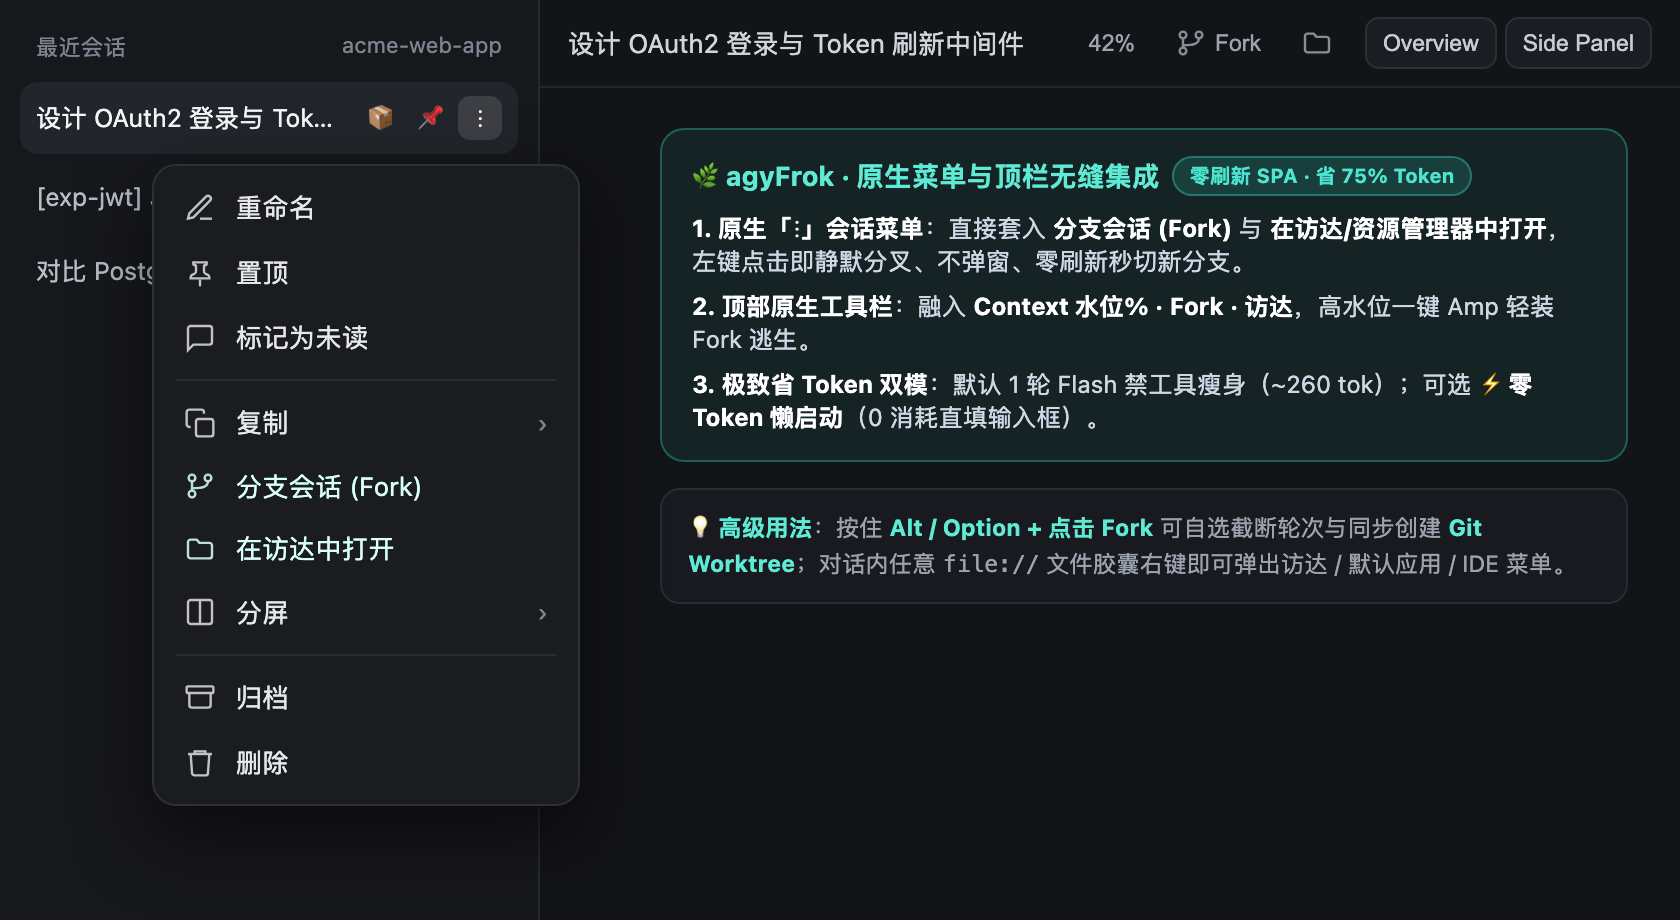 最近会话
acme-web-app
设计 OAuth2 登录与 Tok...
[exp-jwt]
对比 Postg
重命名
置顶
标记为未读
复制
分支会话 (Fork)
在访达中打开
分屏
归档
删除
设计 OAuth2 登录与 Token 刷新中间件
42%
Fork
Overview
Side Panel
agyFrok · 原生菜单与顶栏无缝集成
零刷新 SPA · 省 75% Token
1. 原生「⋮」会话菜单：直接套入 分支会话 (Fork) 与 在访达/资源管理器中打开，
左键点击即静默分叉、不弹窗、零刷新秒切新分支。
2. 顶部原生工具栏：融入 Context 水位% · Fork · 访达，高水位一键 Amp 轻装
Fork 逃生。
3. 极致省 Token 双模：默认 1 轮 Flash 禁工具瘦身（~260 tok）；可选 ⚡ 零
Token 懒启动（0 消耗直填输入框）。
💡 高级用法：按住 Alt / Option + 点击 Fork 可自选截断轮次与同步创建 Git
Worktree；对话内任意 file:// 文件胶囊右键即可弹出访达 / 默认应用 / IDE 菜单。